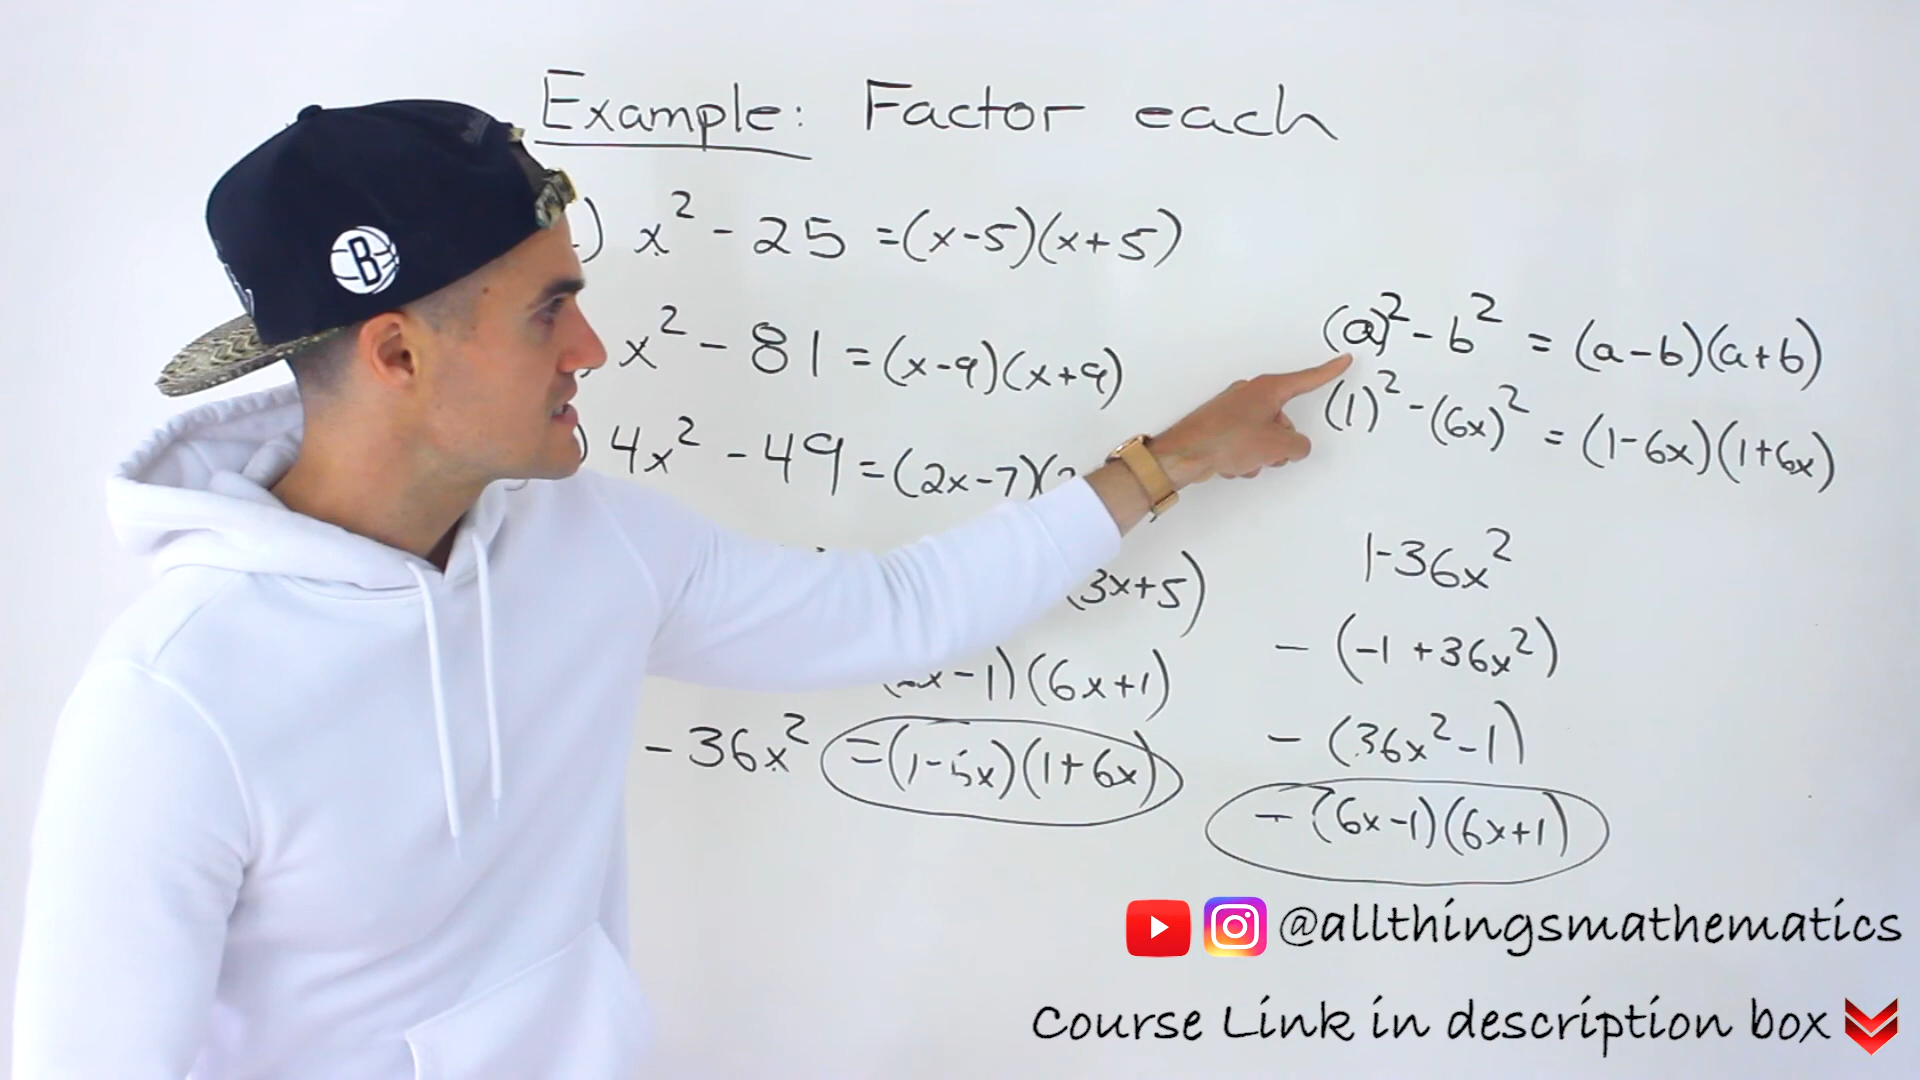 Example: Factor each
) x² - 25 = (x-5)(x+5)
x² - 81 = (x-9)(x+9)
) 4x² - 49 = (2x-7)(
(3x+5)
x-1)(6x+1)
- 36x² = (1-6x)(1+6x)
(a)² - b² = (a-b)(a+b)
(1)² - (6x)² = (1-6x)(1+6x)
1-36x²
- (-1 + 36x²)
- (36x² - 1)
- (6x-1)(6x+1)
B
@allthingsmathematics
Course Link in description box